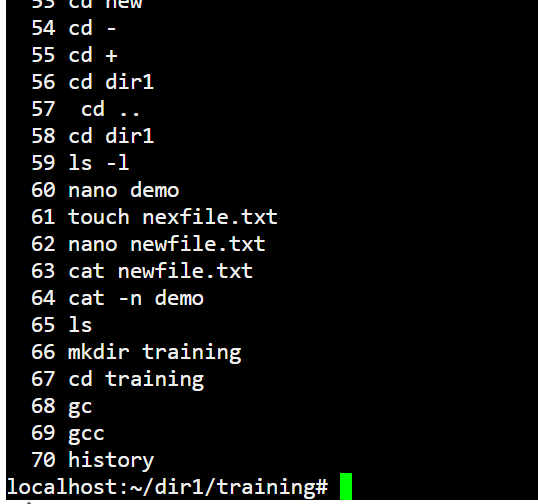 53 cd new
54 cd -
55 cd +
56 cd dir1
57  cd ..
58 cd dir1
59 ls -l
60 nano demo
61 touch nexfile.txt
62 nano newfile.txt
63 cat newfile.txt
64 cat -n demo
65 ls
66 mkdir training
67 cd training
68 gc
69 gcc
70 history
localhost:~/dir1/training#